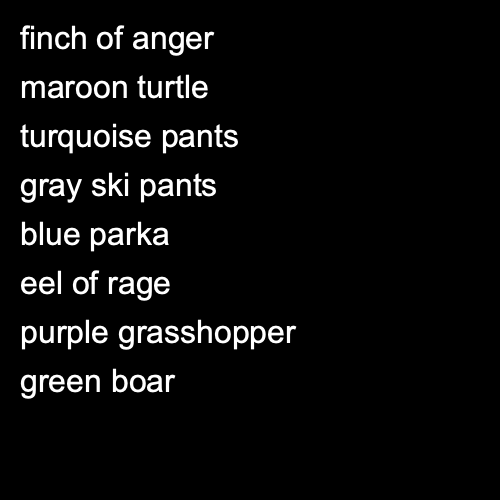 finch of anger
maroon turtle
turquoise pants
gray ski pants
blue parka
eel of rage
purple grasshopper
green boar